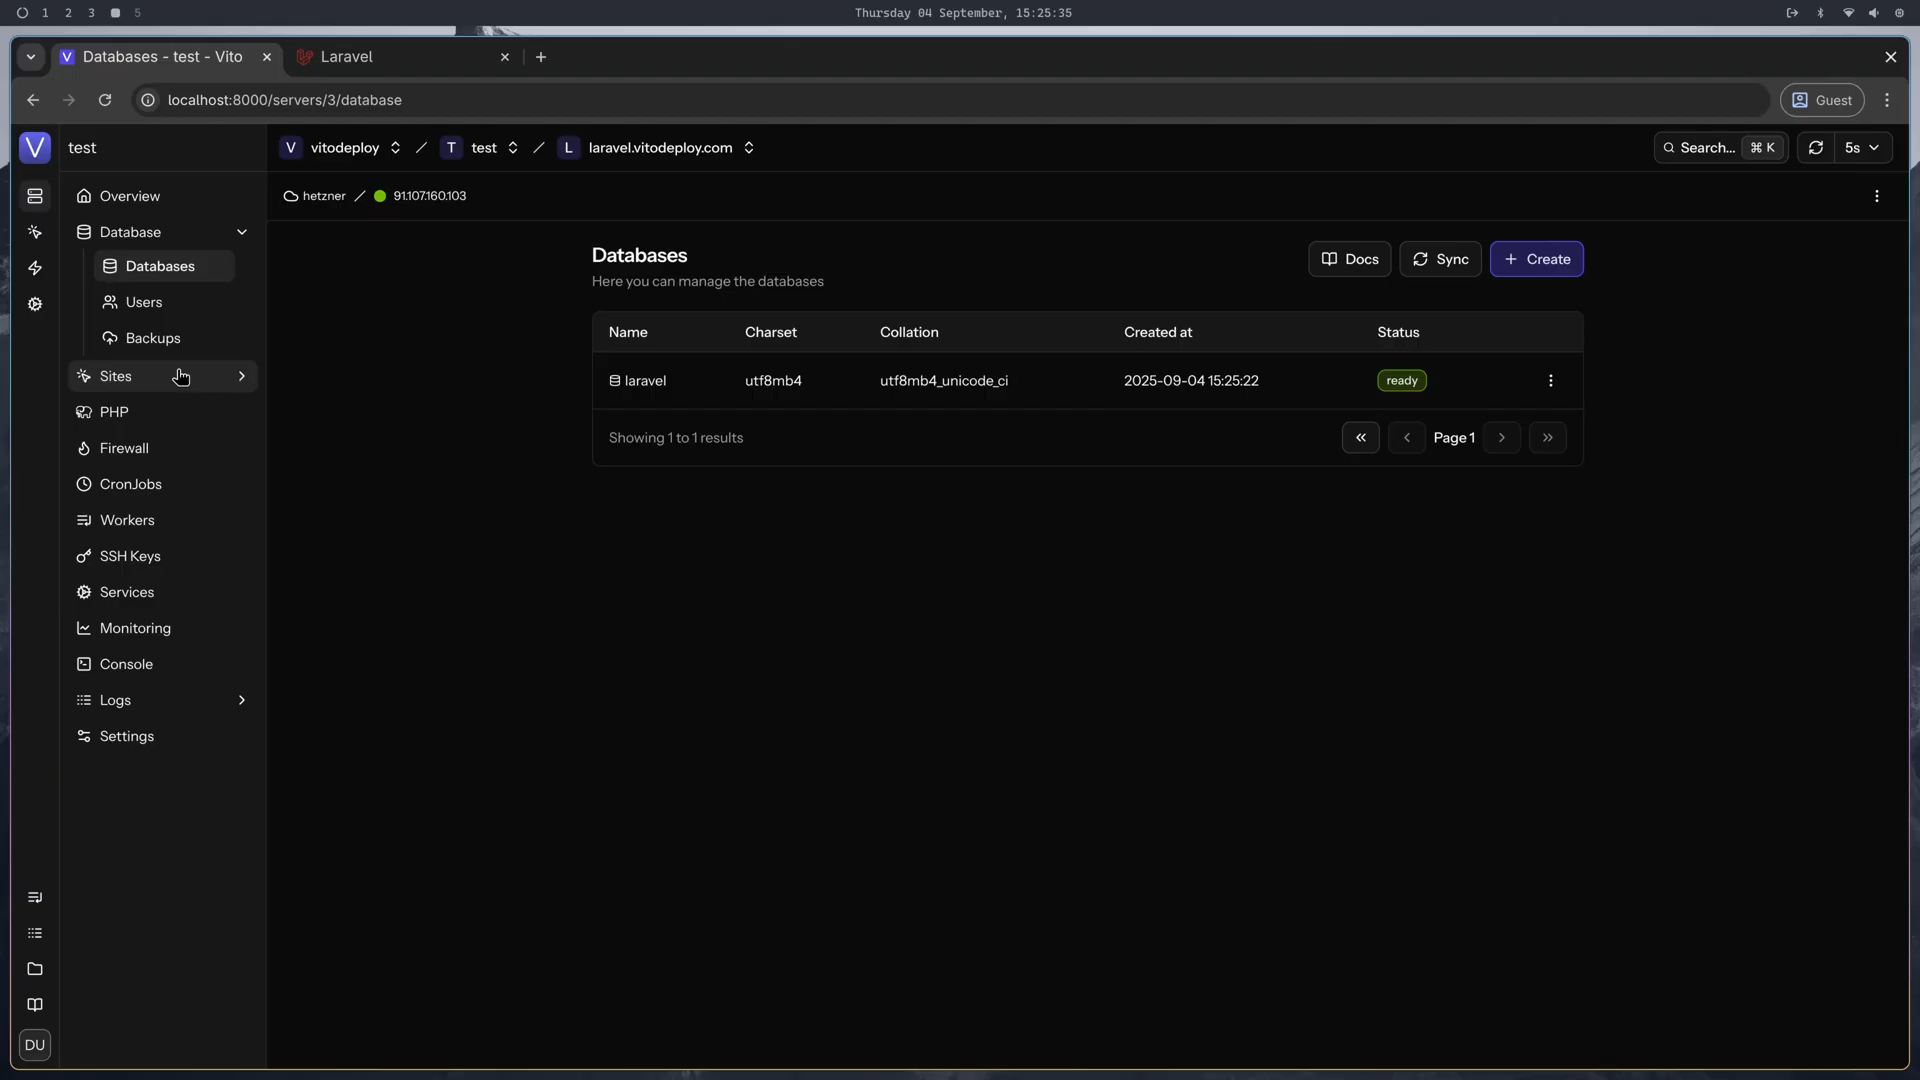 1 2 3 5
Thursday 04 September, 15:25:35
Databases - test - Vito
Laravel
localhost:8000/servers/3/database
Guest
V
test
V vitodeploy / T test / L laravel.vitodeploy.com
Search... ⌘ K
5s
hetzner / 91.107.160.103
Overview
Database
Databases
Users
Backups
Sites
PHP
Firewall
CronJobs
Workers
SSH Keys
Services
Monitoring
Console
Logs
Settings
DU
Databases
Here you can manage the databases
Docs
Sync
+ Create
Name Charset Collation Created at Status
laravel utf8mb4 utf8mb4_unicode_ci 2025-09-04 15:25:22 ready
Showing 1 to 1 results
« ‹ Page 1 › »